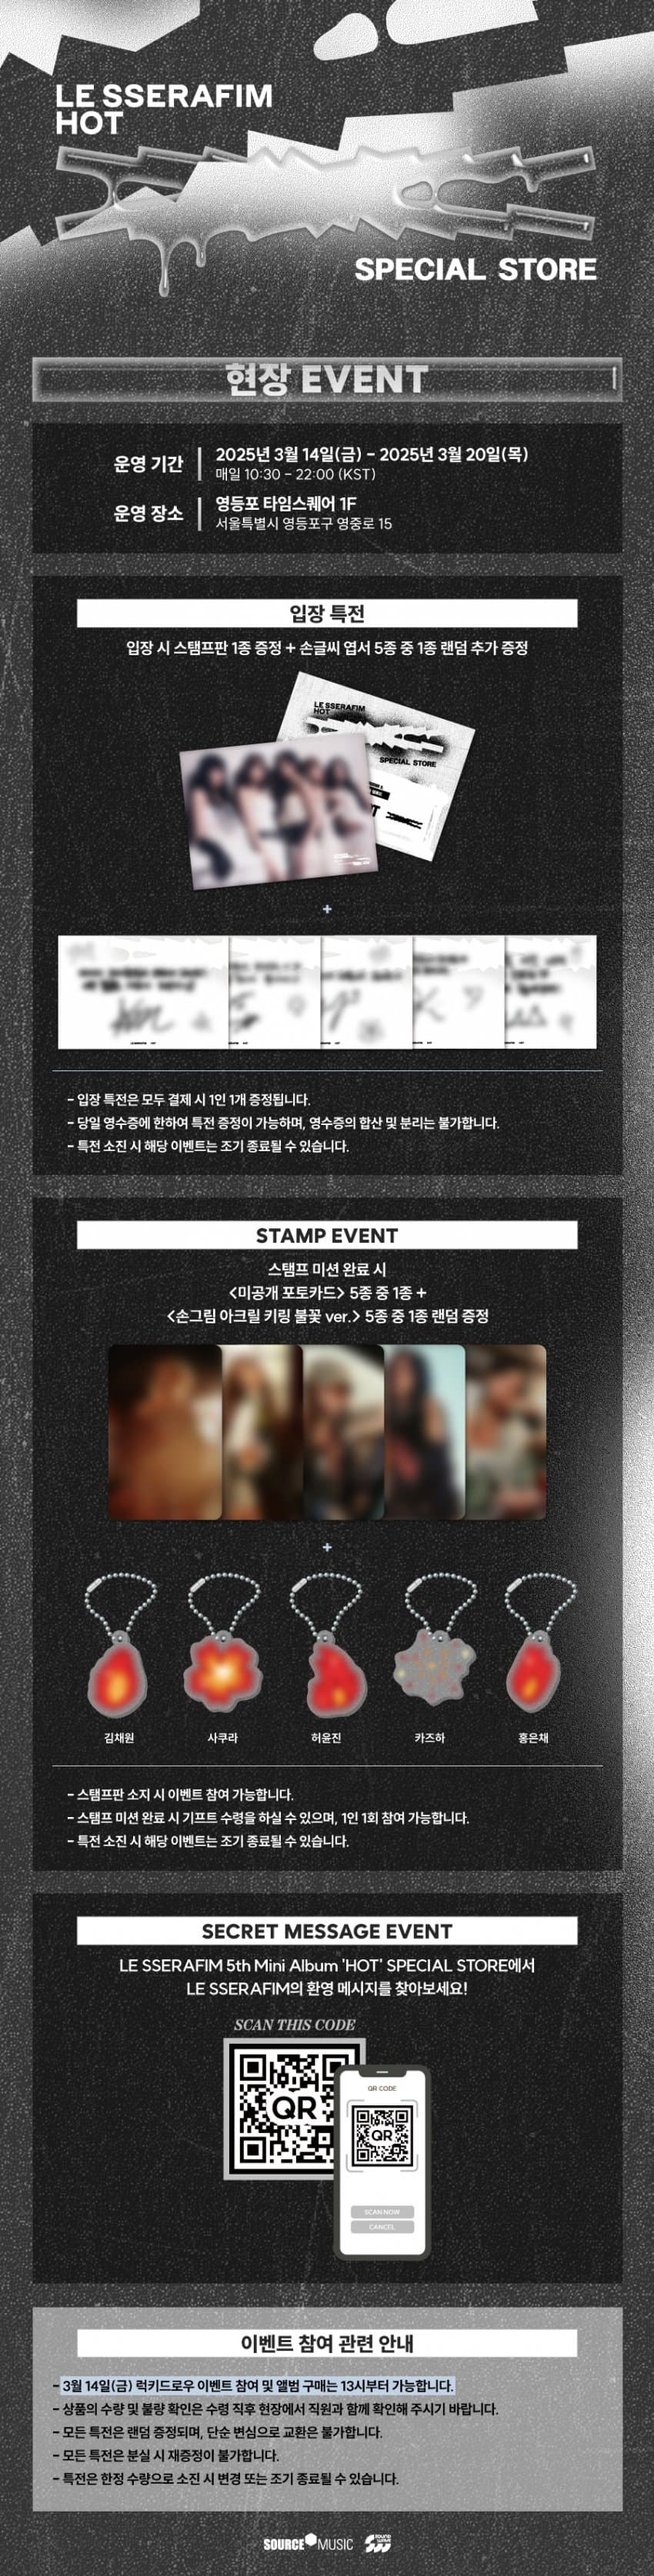 LE SSERAFIM
HOT
SPECIAL STORE
현장 EVENT
운영 기간
2025년 3월 14일(금) - 2025년 3월 20일(목)
매일 10:30 - 22:00 (KST)
운영 장소
영등포 타임스퀘어 1F
서울특별시 영등포구 영중로 15
입장 특전
입장 시 스탬프판 1종 증정 + 손글씨 엽서 5종 중 1종 랜덤 추가 증정
LE SSERAFIM
HOT
SPECIAL STORE
+
- 입장 특전은 모두 결제 시 1인 1개 증정됩니다.
- 당일 영수증에 한하여 특전 증정이 가능하며, 영수증의 합산 및 분리는 불가합니다.
- 특전 소진 시 해당 이벤트는 조기 종료될 수 있습니다.
STAMP EVENT
스탬프 미션 완료 시
<미공개 포토카드> 5종 중 1종 +
<손그림 아크릴 키링 불꽃 ver.> 5종 중 1종 랜덤 증정
+
김채원
사쿠라
허윤진
카즈하
홍은채
- 스탬프판 소지 시 이벤트 참여 가능합니다.
- 스탬프 미션 완료 시 기프트 수령을 하실 수 있으며, 1인 1회 참여 가능합니다.
- 특전 소진 시 해당 이벤트는 조기 종료될 수 있습니다.
SECRET MESSAGE EVENT
LE SSERAFIM 5th Mini Album 'HOT' SPECIAL STORE에서
LE SSERAFIM의 환영 메시지를 찾아보세요!
SCAN THIS CODE
QR
QR CODE
QR
SCAN NOW
CANCEL
이벤트 참여 관련 안내
- 3월 14일(금) 럭키드로우 이벤트 참여 및 앨범 구매는 13시부터 가능합니다.
- 상품의 수량 및 불량 확인은 수령 직후 현장에서 직원과 함께 확인해 주시기 바랍니다.
- 모든 특전은 랜덤 증정되며, 단순 변심으로 교환은 불가합니다.
- 모든 특전은 분실 시 재증정이 불가합니다.
- 특전은 한정 수량으로 소진 시 변경 또는 조기 종료될 수 있습니다.
SOURCE MUSIC
sound wave